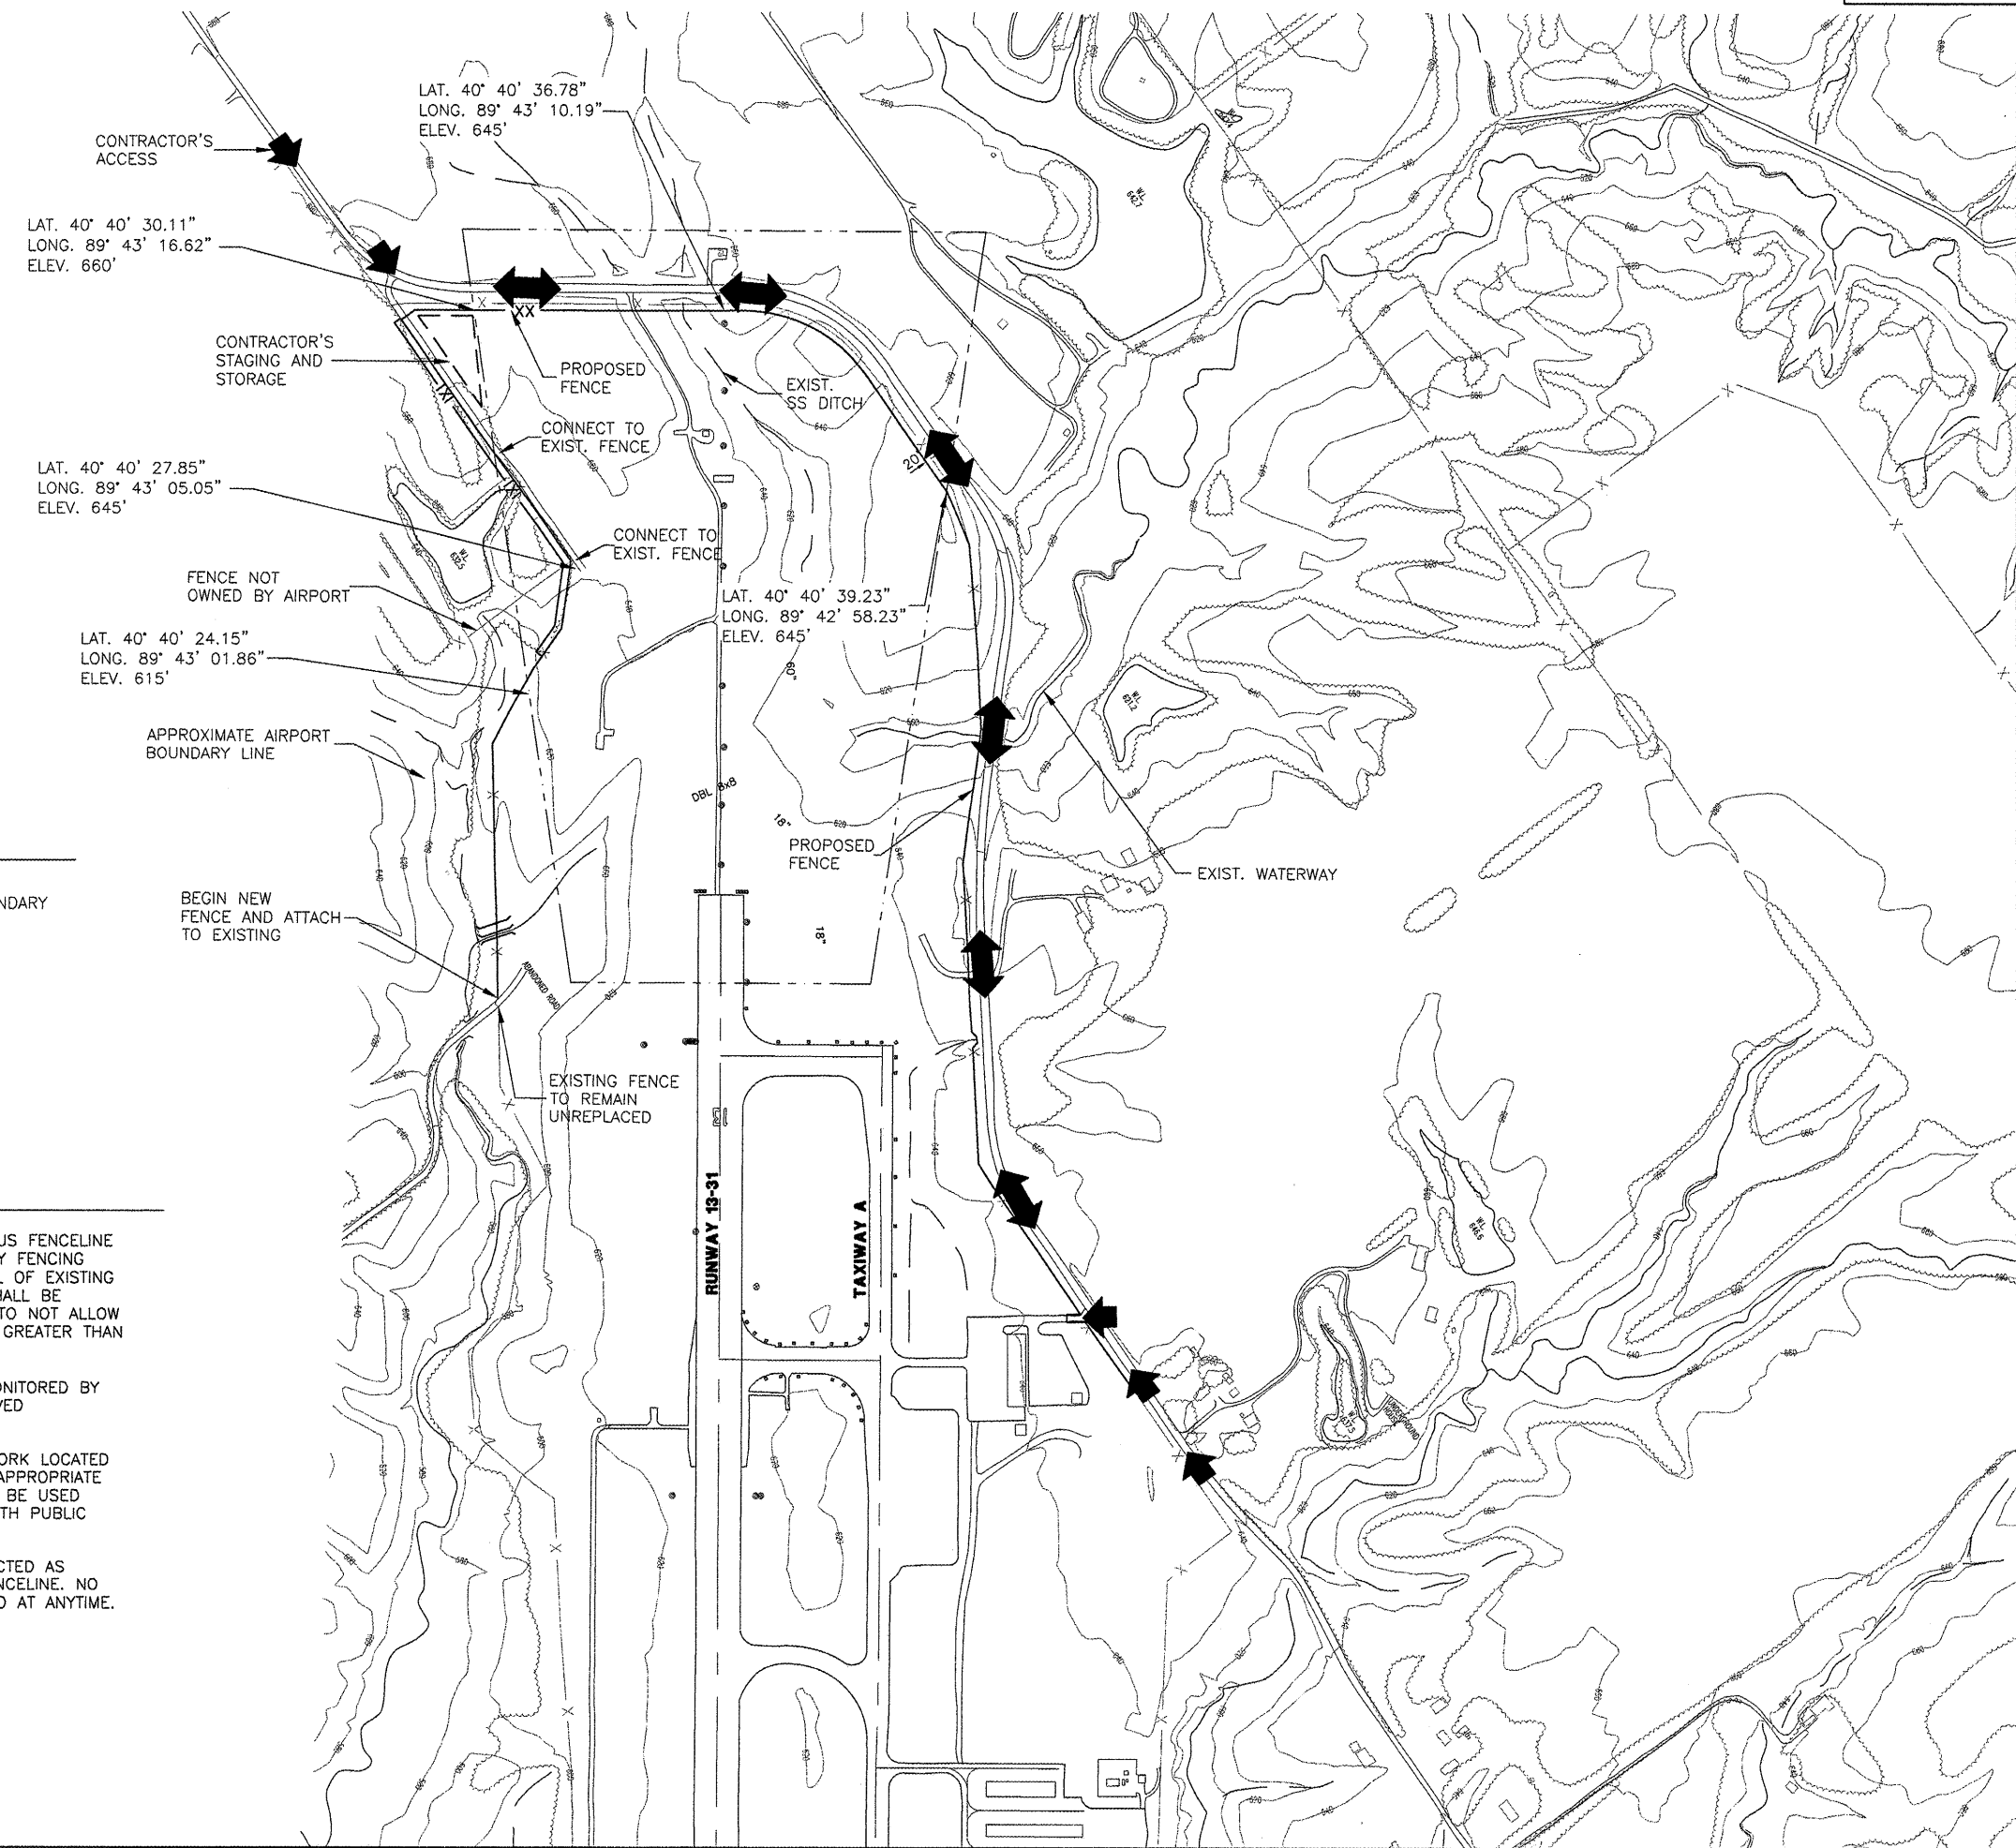 LAT. 40° 40' 36.78"
LONG. 89° 43' 10.19"
ELEV. 645'
CONTRACTOR'S
ACCESS
LAT. 40° 40' 30.11"
LONG. 89° 43' 16.62"
ELEV. 660'
XX
CONTRACTOR'S
STAGING AND
STORAGE
PROPOSED
FENCE
EXIST.
SS DITCH
CONNECT TO
EXIST. FENCE
20'
LAT. 40° 40' 27.85"
LONG. 89° 43' 05.05"
ELEV. 645'
CONNECT TO
EXIST. FENCE
FENCE NOT
OWNED BY AIRPORT
LAT. 40° 40' 39.23"
LONG. 89° 42' 58.23"
ELEV. 645'
LAT. 40° 40' 24.15"
LONG. 89° 43' 01.86"
ELEV. 615'
60"
APPROXIMATE AIRPORT
BOUNDARY LINE
DBL 8x8
18"
PROPOSED
FENCE
EXIST. WATERWAY
NDARY
BEGIN NEW
FENCE AND ATTACH
TO EXISTING
18"
ABANDONED ROAD
EXISTING FENCE
TO REMAIN
UNREPLACED
RUNWAY 13-31
TAXIWAY A
US FENCELINE
Y FENCING
L OF EXISTING
HALL BE
TO NOT ALLOW
GREATER THAN
ONITORED BY
VED
ORK LOCATED
APPROPRIATE
BE USED
TH PUBLIC
CTED AS
NCELINE. NO
D AT ANYTIME.